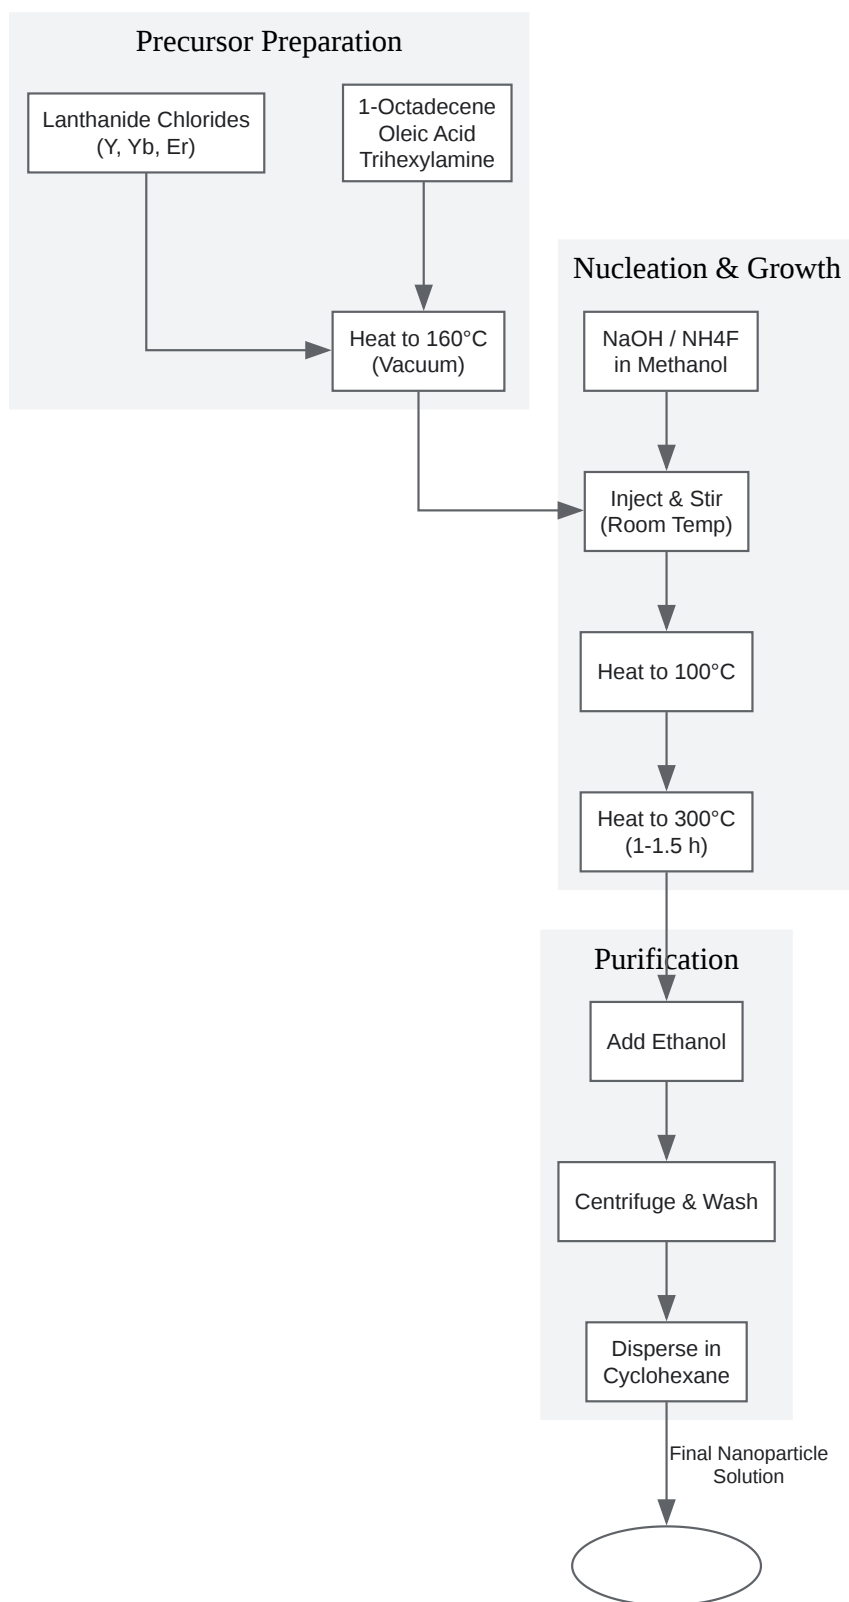 Precursor Preparation
Lanthanide Chlorides
(Y, Yb, Er)
1-Octadecene
Oleic Acid
Trihexylamine
Heat to 160°C
(Vacuum)
Nucleation & Growth
NaOH / NH4F
in Methanol
Inject & Stir
(Room Temp)
Heat to 100°C
Heat to 300°C
(1-1.5 h)
Purification
Add Ethanol
Centrifuge & Wash
Disperse in
Cyclohexane
Final Nanoparticle
Solution